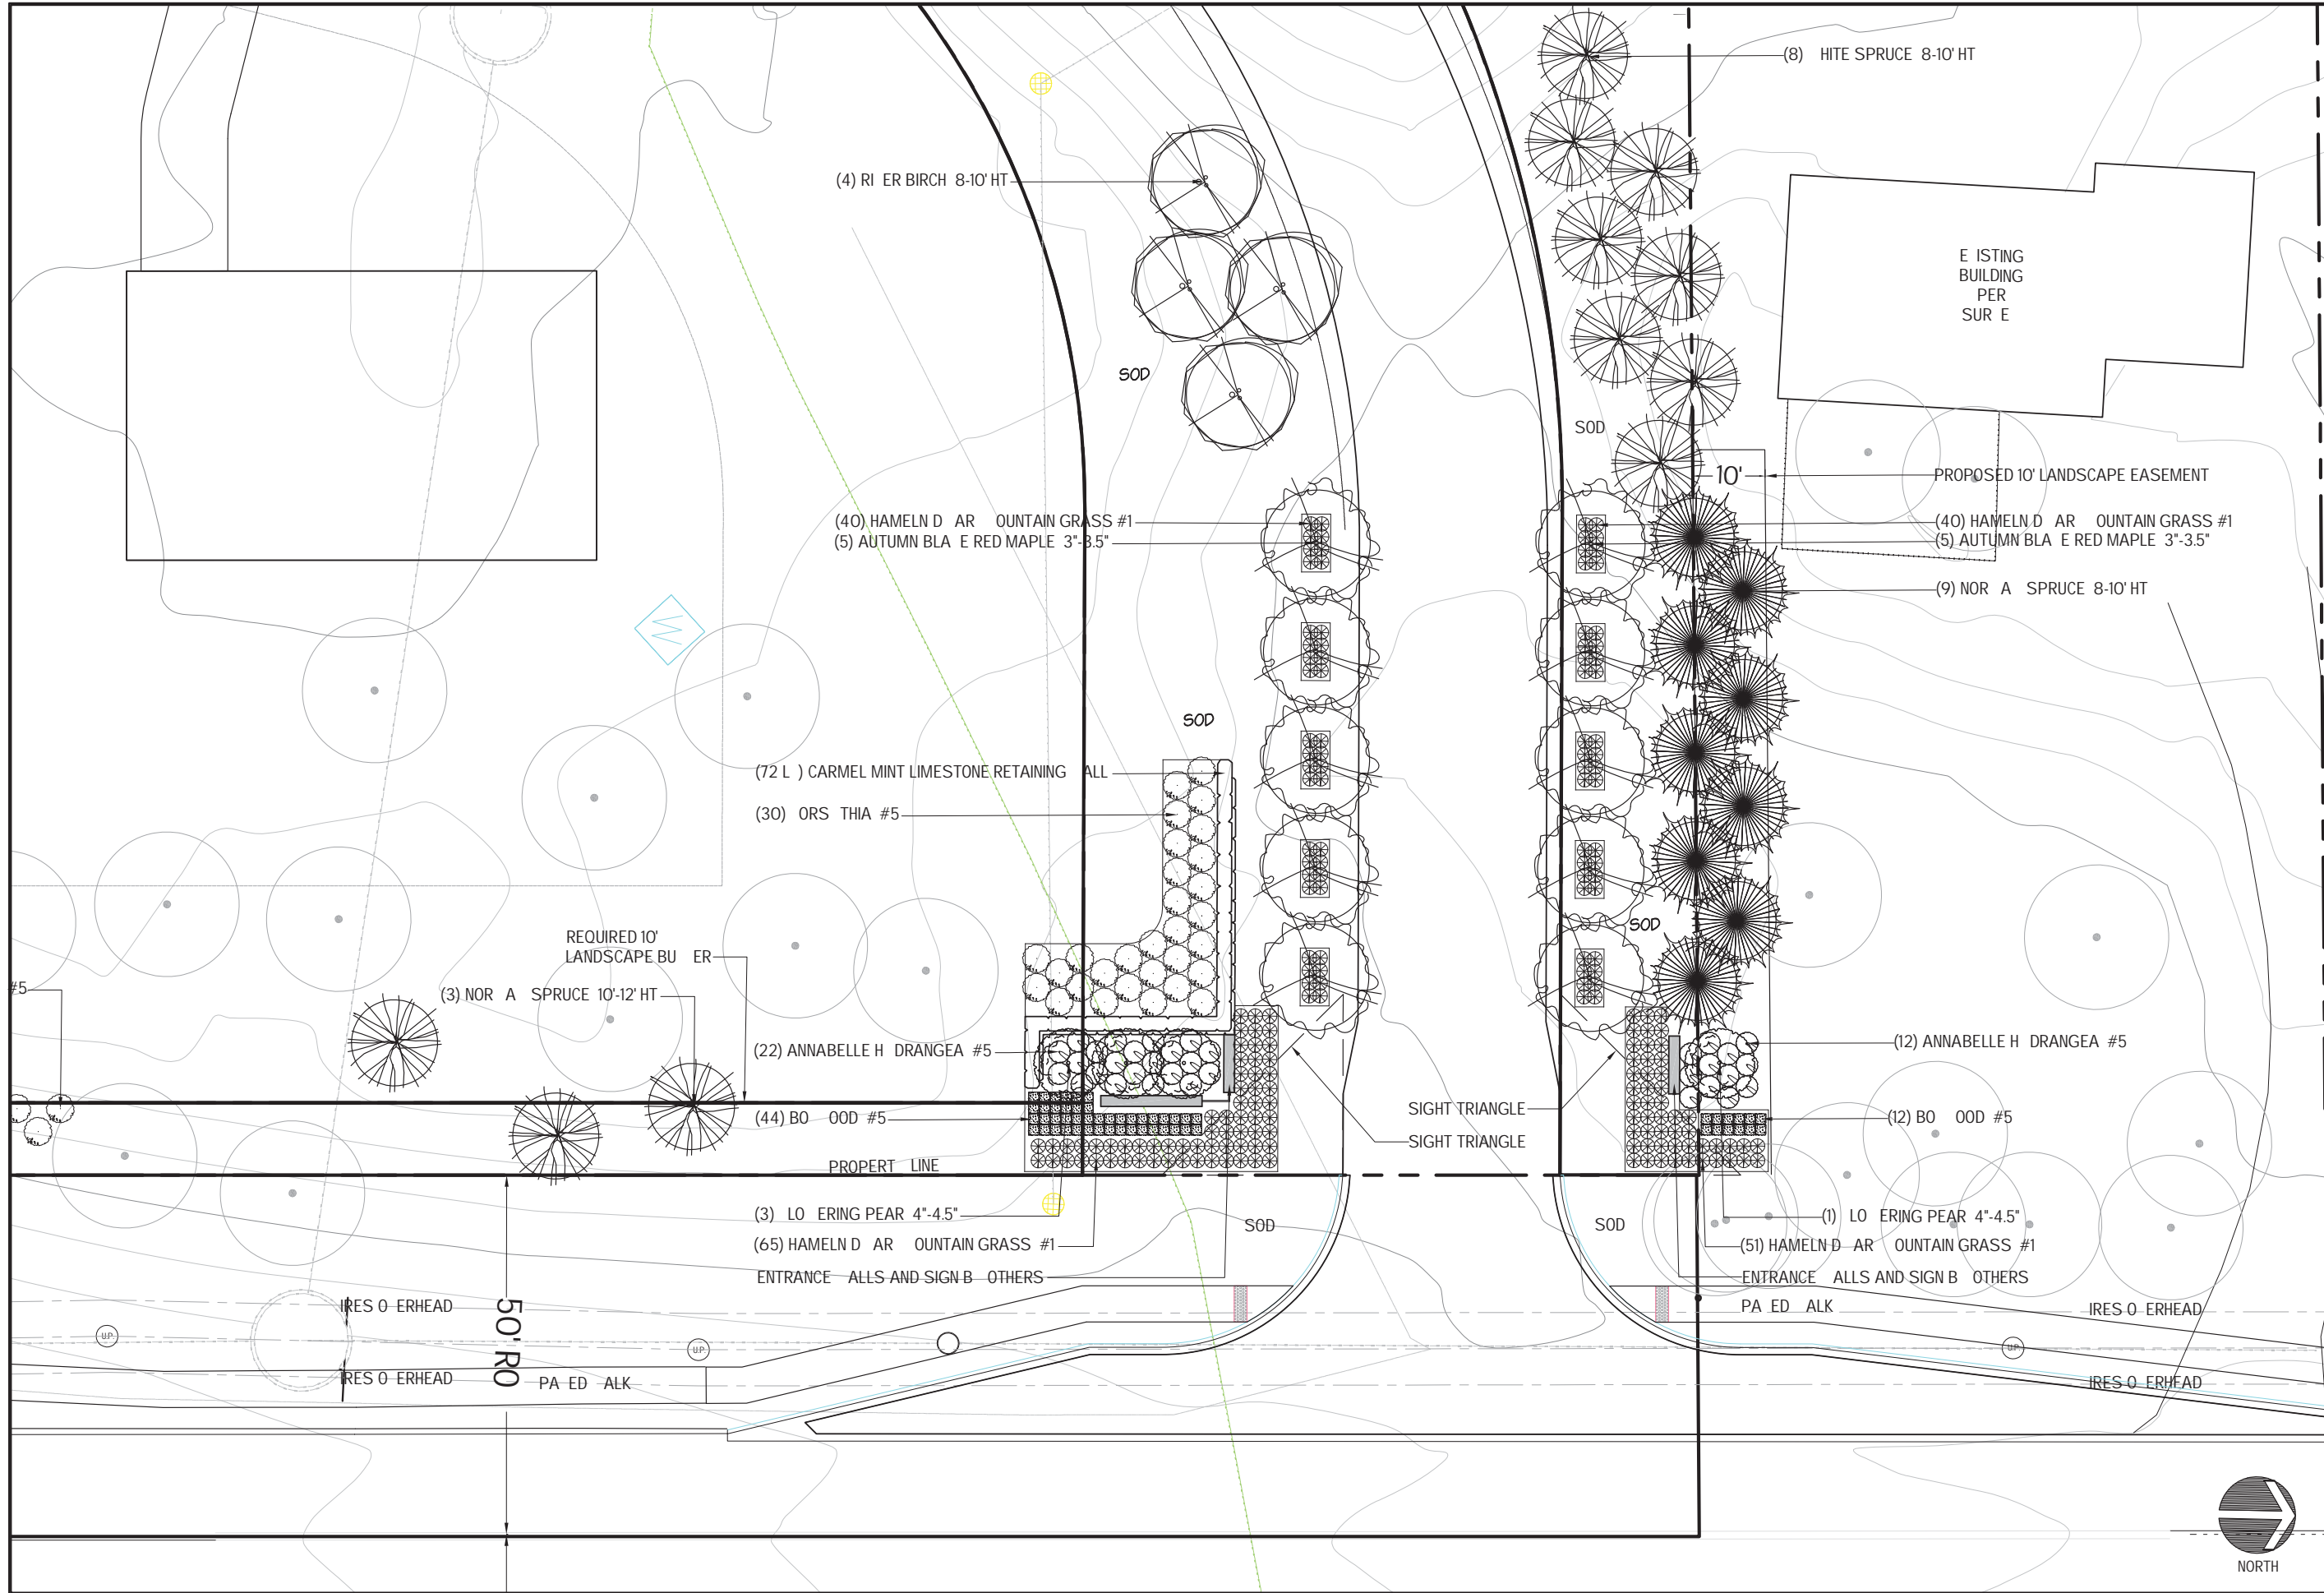 (8) HITE SPRUCE 8-10' HT
(4) RI ER BIRCH 8-10' HT
E ISTING
BUILDING
PER
SUR E
SOD
SOD
10'
PROPOSED 10' LANDSCAPE EASEMENT
(40) HAMELN D AR OUNTAIN GRASS #1
(5) AUTUMN BLA E RED MAPLE 3"-3.5"
(40) HAMELN D AR OUNTAIN GRASS #1
(5) AUTUMN BLA E RED MAPLE 3"-3.5"
(9) NOR A SPRUCE 8-10' HT
SOD
(72 L ) CARMEL MINT LIMESTONE RETAINING ALL
(30) ORS THIA #5
SOD
REQUIRED 10'
LANDSCAPE BU ER
#5
(3) NOR A SPRUCE 10'-12' HT
(22) ANNABELLE H DRANGEA #5
(12) ANNABELLE H DRANGEA #5
SIGHT TRIANGLE
(44) BO OOD #5
(12) BO OOD #5
SIGHT TRIANGLE
PROPERT LINE
(3) LO ERING PEAR 4"-4.5"
SOD
SOD
(1) LO ERING PEAR 4"-4.5"
(65) HAMELN D AR OUNTAIN GRASS #1
(51) HAMELN D AR OUNTAIN GRASS #1
ENTRANCE ALLS AND SIGN B OTHERS
ENTRANCE ALLS AND SIGN B OTHERS
IRES O ERHEAD
50' RO
PA ED ALK
IRES O ERHEAD
U.P.
U.P.
U.P.
IRES O ERHEAD
PA ED ALK
IRES O ERHEAD
NORTH